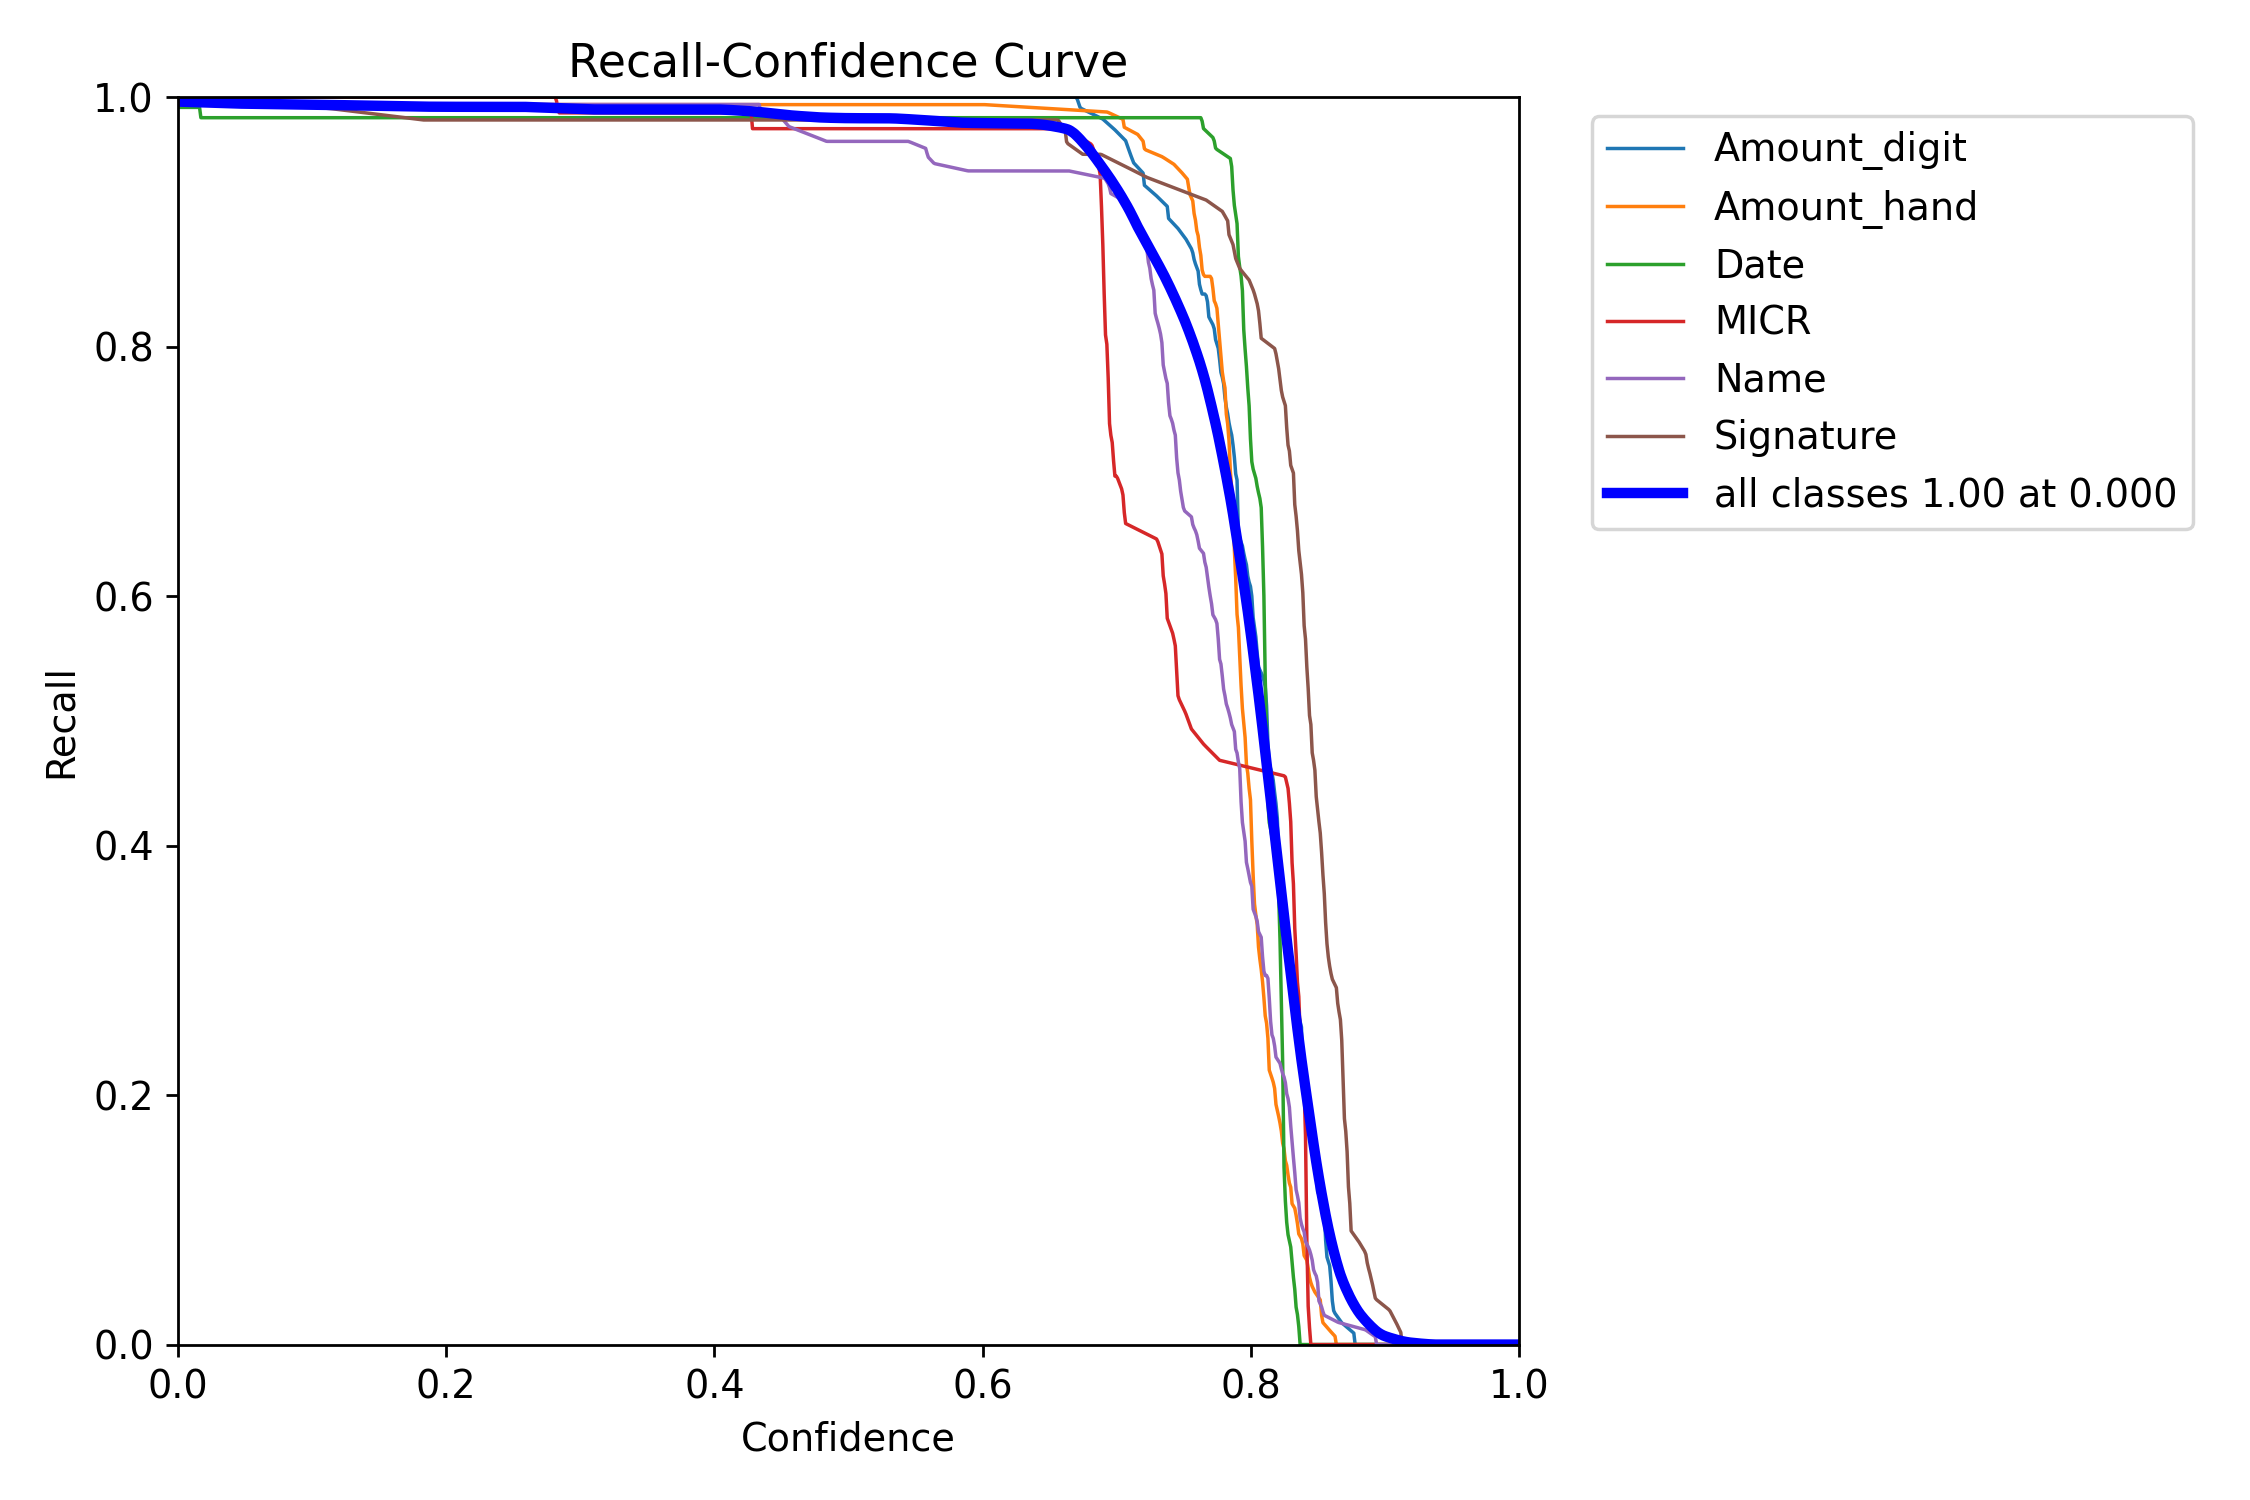 Recall-Confidence Curve
1.0
0.8
0.6
0.4
0.2
0.0
Recall
0.0 0.2 0.4 0.6 0.8 1.0
Confidence
Amount_digit
Amount_hand
Date
MICR
Name
Signature
all classes 1.00 at 0.000